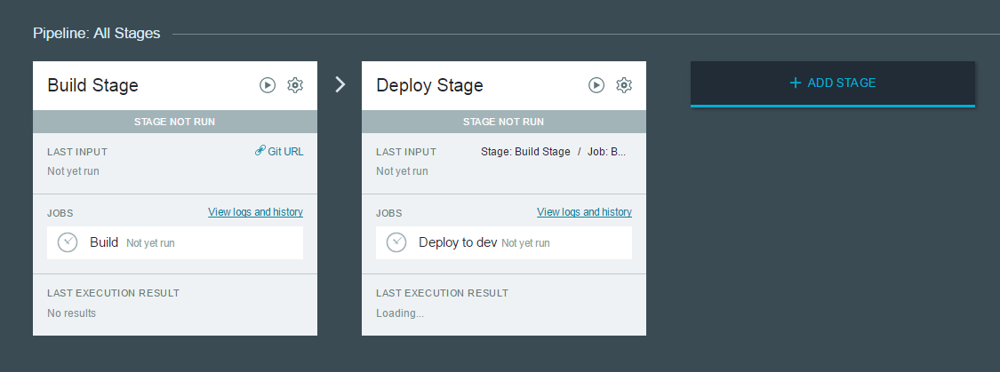 Pipeline: All Stages
Build Stage
STAGE NOT RUN
LAST INPUT
Git URL
Not yet run
JOBS
View logs and history
Build Not yet run
LAST EXECUTION RESULT
No results
Deploy Stage
STAGE NOT RUN
LAST INPUT
Stage: Build Stage / Job: B...
Not yet run
JOBS
View logs and history
Deploy to dev Not yet run
LAST EXECUTION RESULT
Loading...
+ ADD STAGE